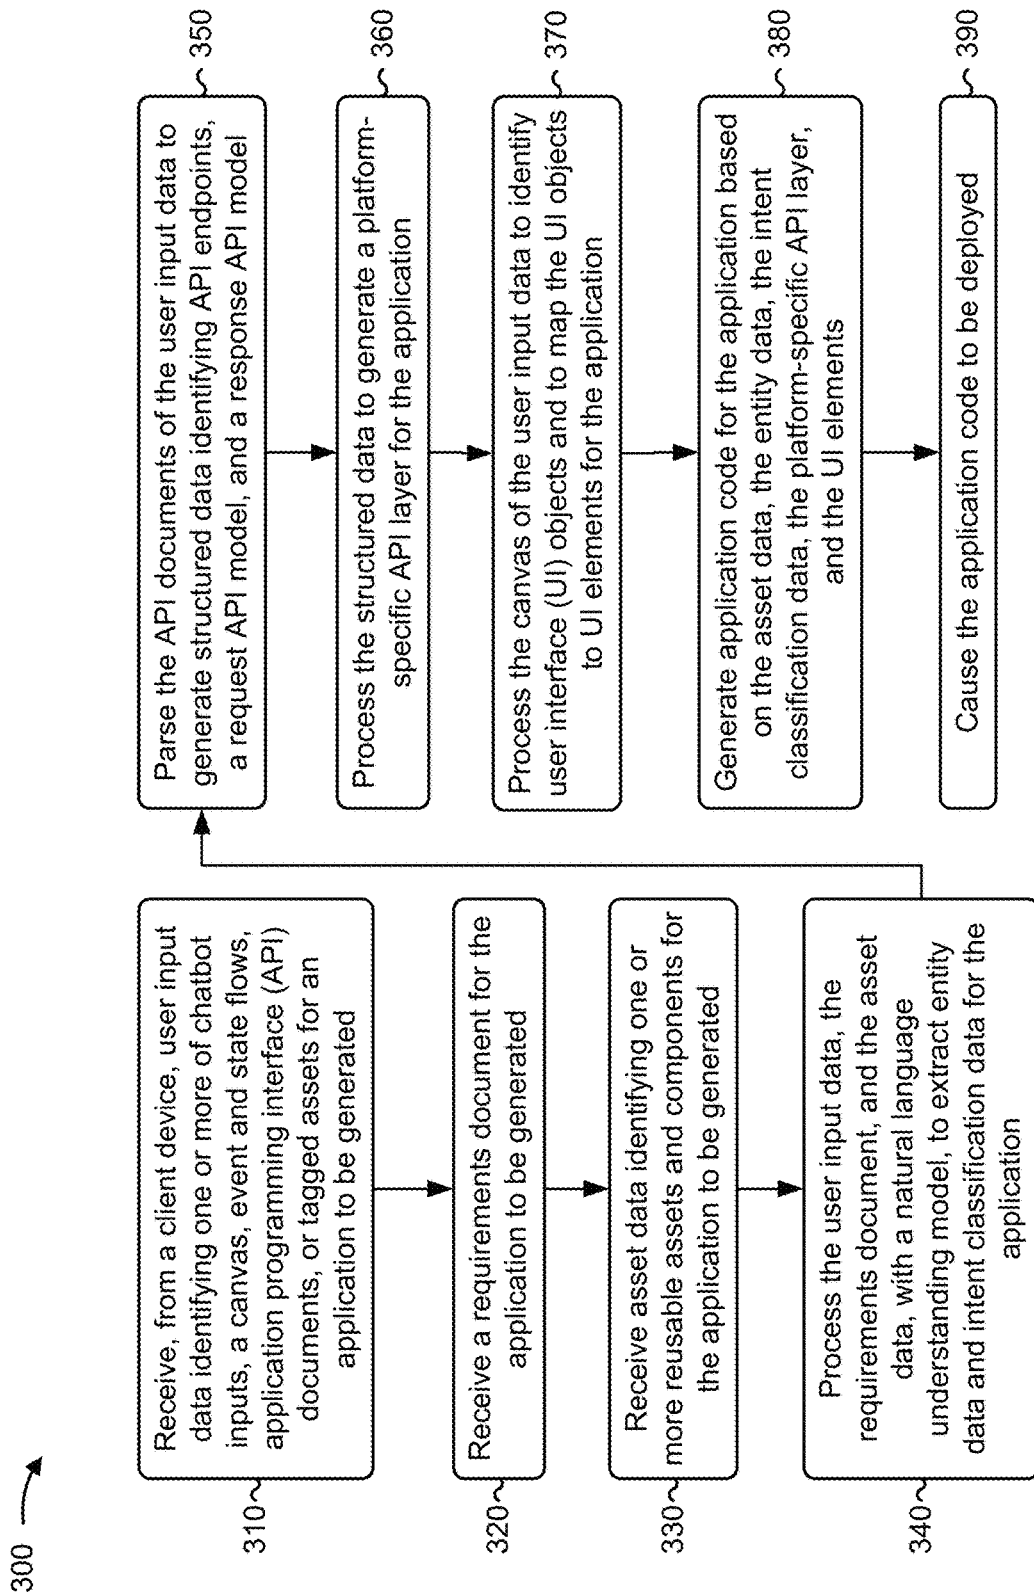 300
310
Receive, from a client device, user input
data identifying one or more of chatbot
inputs, a canvas, event and state flows,
application programming interface (API)
documents, or tagged assets for an
application to be generated
320
Receive a requirements document for the
application to be generated
330
Receive asset data identifying one or
more reusable assets and components for
the application to be generated
340
Process the user input data, the
requirements document, and the asset
data, with a natural language
understanding model, to extract entity
data and intent classification data for the
application
350
Parse the API documents of the user input data to
generate structured data identifying API endpoints,
a request API model, and a response API model
360
Process the structured data to generate a platform-
specific API layer for the application
370
Process the canvas of the user input data to identify
user interface (UI) objects and to map the UI objects
to UI elements for the application
380
Generate application code for the application based
on the asset data, the entity data, the intent
classification data, the platform-specific API layer,
and the UI elements
390
Cause the application code to be deployed